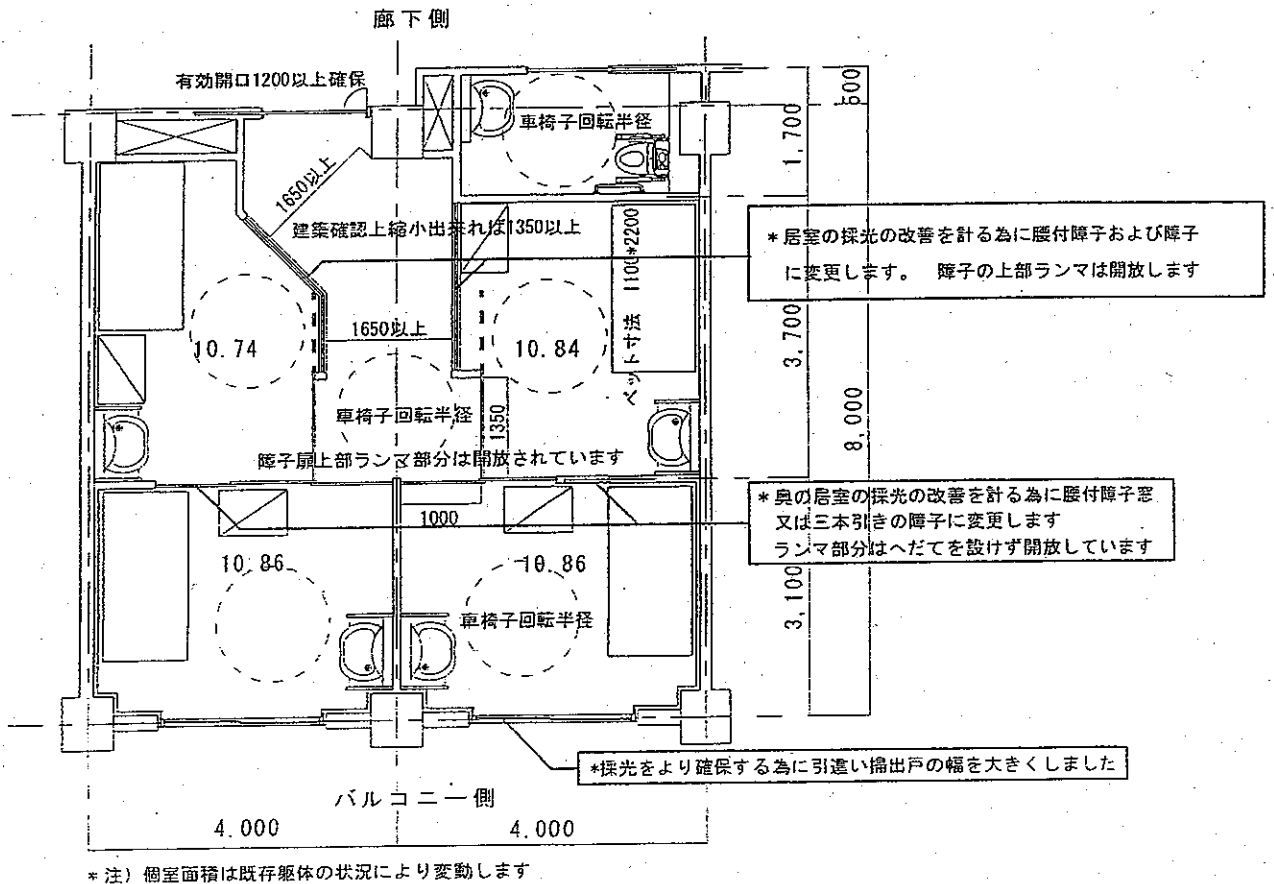 廊下側
有効開口1200以上確保
600
1,700
車椅子回転半径
1650以上
建築確認上縮小出来れば1350以上
ベット寸法 1100*2200
*居室の採光の改善を計る為に腰付障子および障子
に変更します。 障子の上部ランマは開放します
1650以上
10.74
10.84
3,700
8,000
車椅子回転半径
1350
障子扉上部ランマ部分は開放されています
*奥の居室の採光の改善を計る為に腰付障子窓
又は三本引きの障子に変更します
ランマ部分はへだてを設けず開放しています
1000
10.86
10.86
3,100
車椅子回転半径
*採光をより確保する為に引違い掃出戸の幅を大きくしました
バルコニー側
4.000
4.000
*注) 個室面積は既存躯体の状況により変動します